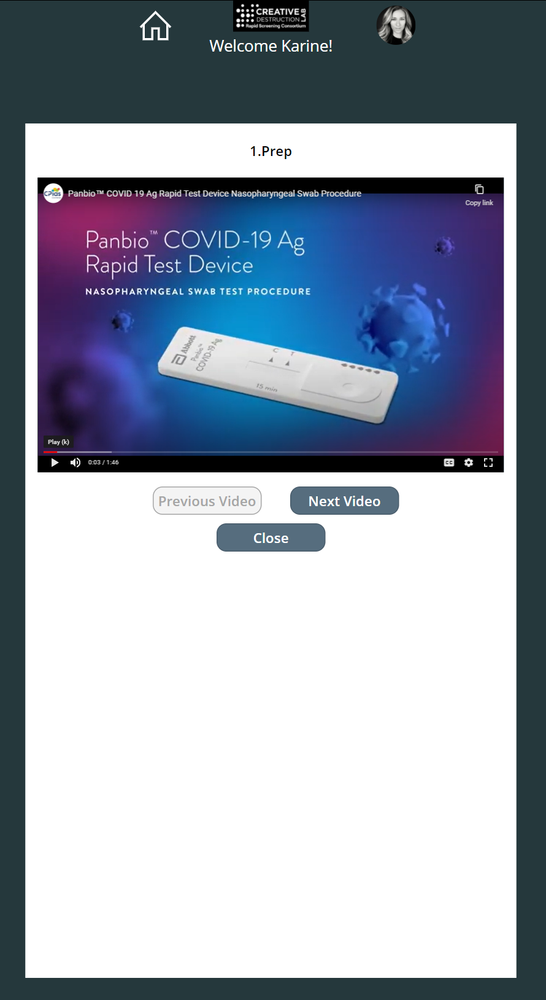 CREATIVE
DESTRUCTION
LAB
Rapid Screening Consortium
Welcome Karine!
1.Prep
CPias
Panbio™ COVID 19 Ag Rapid Test Device Nasopharyngeal Swab Procedure
Copy link
Panbio™ COVID-19 Ag
Rapid Test Device
NASOPHARYNGEAL SWAB TEST PROCEDURE
Abbott
Panbio™
COVID-19 Ag
C T
15 min
Play (k)
0:03 / 1:46
CC
Previous Video
Next Video
Close